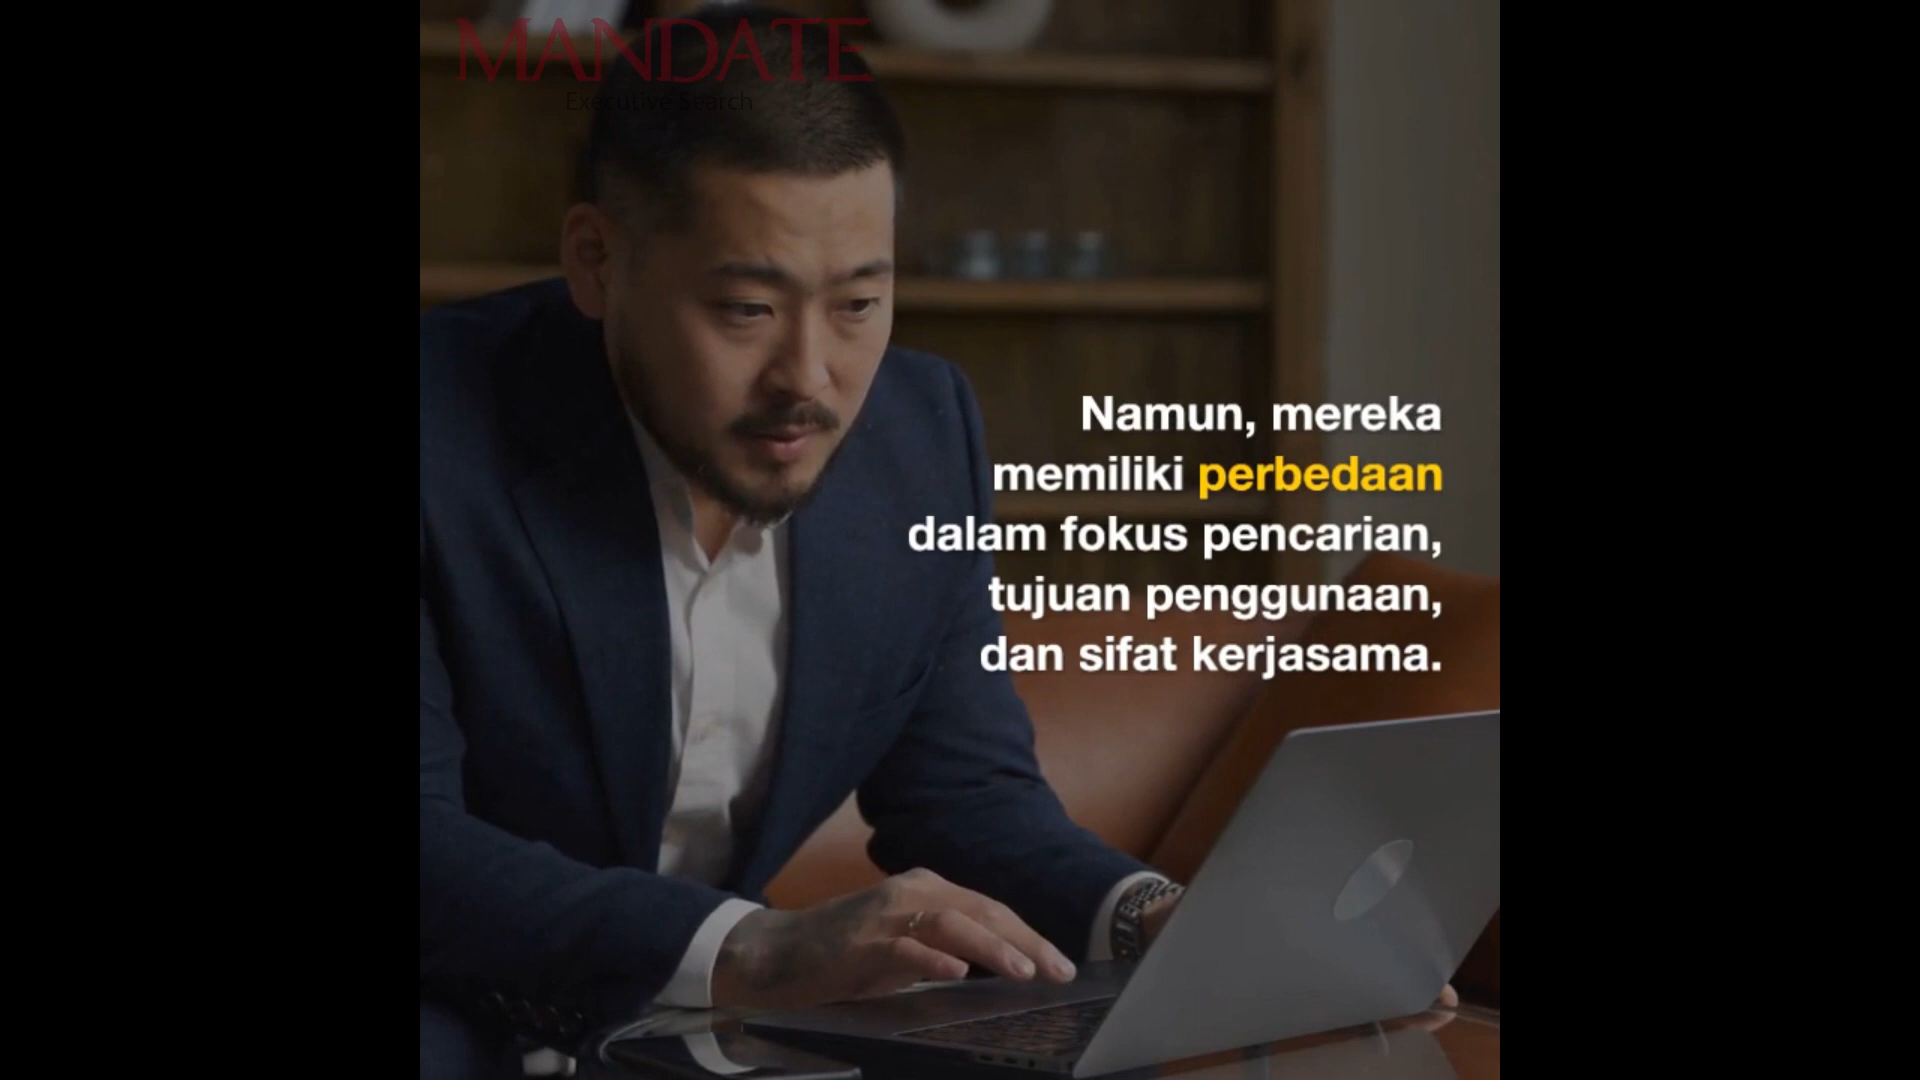 MANDATE
Executive Search
Namun, mereka
memiliki perbedaan
dalam fokus pencarian,
tujuan penggunaan,
dan sifat kerjasama.